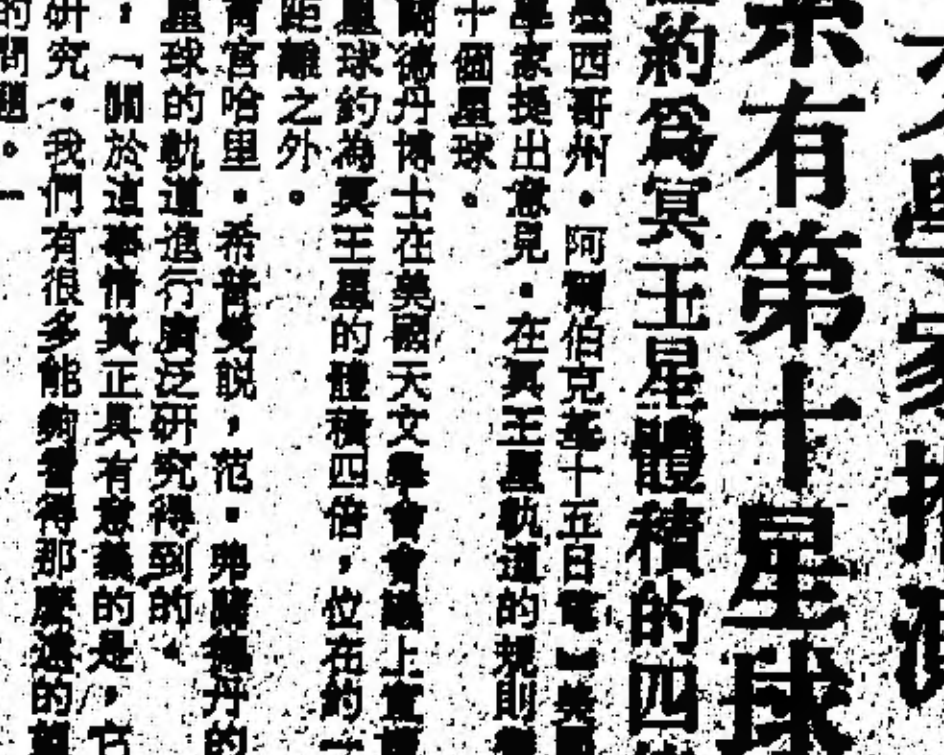 學家推測
系有第十星球
約爲冥王星體積的四
西哥州・阿爾伯克基十五日電 美
學家提出意見・在冥王星軌道的規則
十個星球。
蘭德丹博士在美國天文學會會議上宣
星球約為冥王星的體積四倍，位在約
距離之外。
宮哈里・希普曼說，范・弗蘭德丹的
星球的軌道進行廣泛研究得到的。
，「關於這事情真正具有意義的是，它
研究。我們有很多能夠看得那麼遠的
的問題。